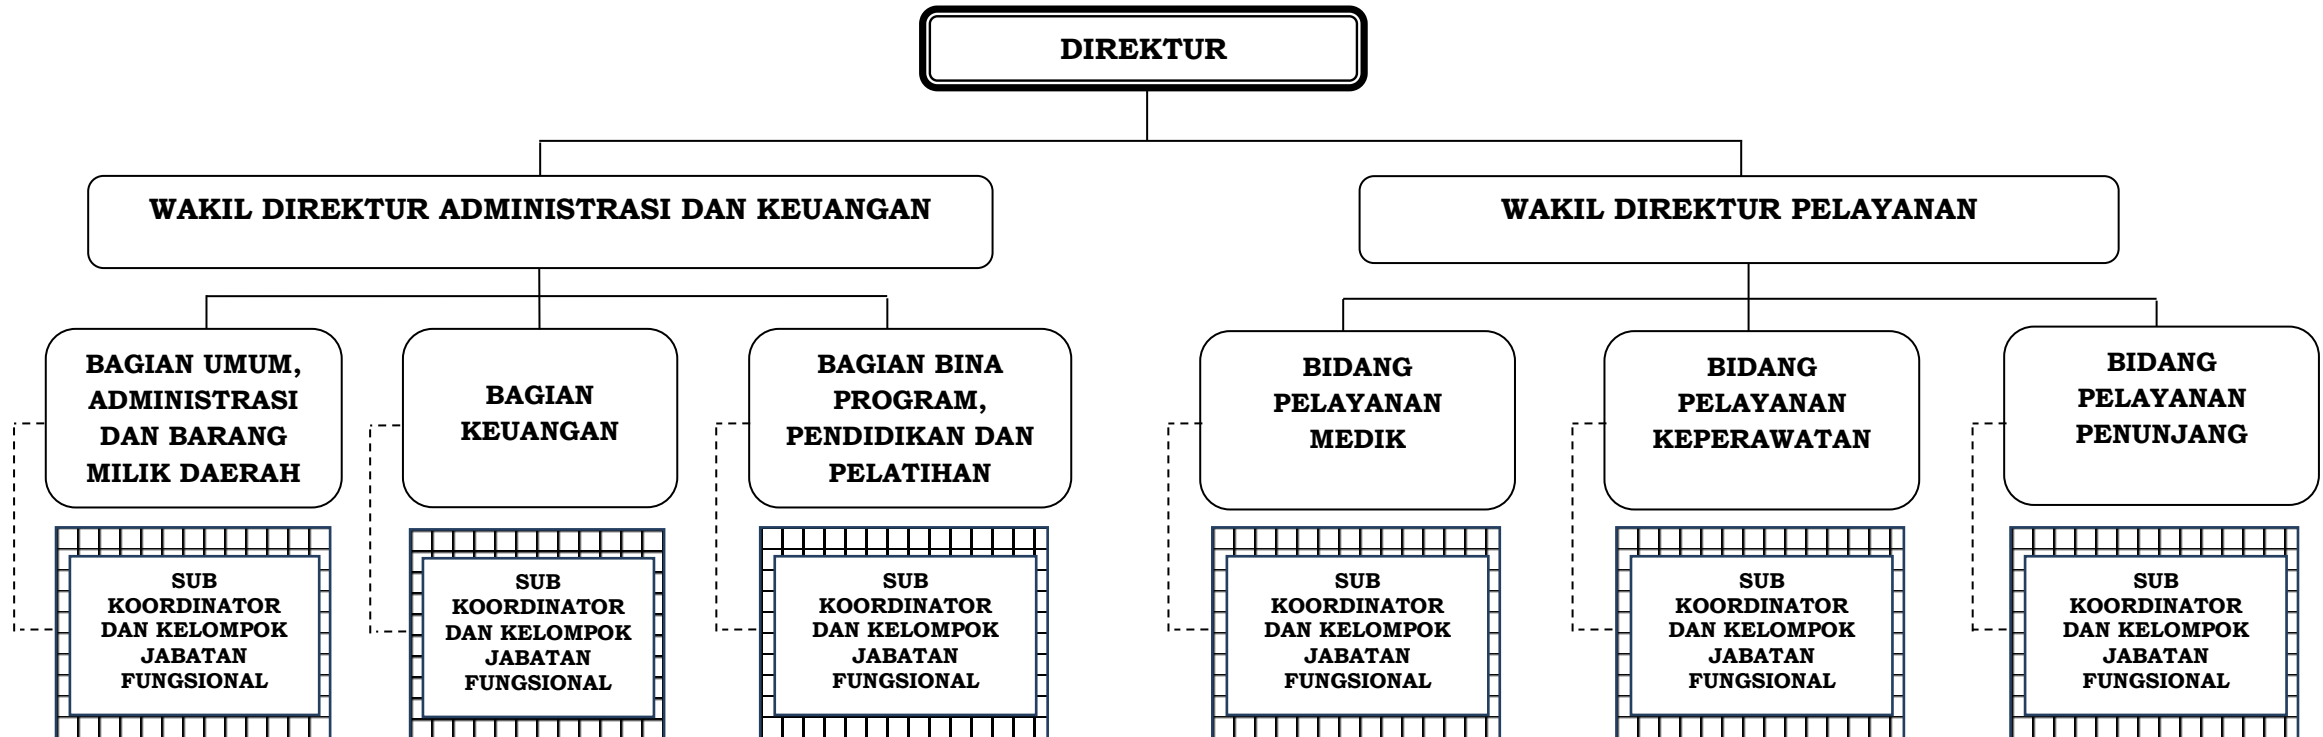 DIREKTUR
WAKIL DIREKTUR ADMINISTRASI DAN KEUANGAN
WAKIL DIREKTUR PELAYANAN
BAGIAN UMUM,
ADMINISTRASI
DAN BARANG
MILIK DAERAH
BAGIAN
KEUANGAN
BAGIAN BINA
PROGRAM,
PENDIDIKAN DAN
PELATIHAN
BIDANG
PELAYANAN
MEDIK
BIDANG
PELAYANAN
KEPERAWATAN
BIDANG
PELAYANAN
PENUNJANG
SUB
KOORDINATOR
DAN KELOMPOK
JABATAN
FUNGSIONAL
SUB
KOORDINATOR
DAN KELOMPOK
JABATAN
FUNGSIONAL
SUB
KOORDINATOR
DAN KELOMPOK
JABATAN
FUNGSIONAL
SUB
KOORDINATOR
DAN KELOMPOK
JABATAN
FUNGSIONAL
SUB
KOORDINATOR
DAN KELOMPOK
JABATAN
FUNGSIONAL
SUB
KOORDINATOR
DAN KELOMPOK
JABATAN
FUNGSIONAL